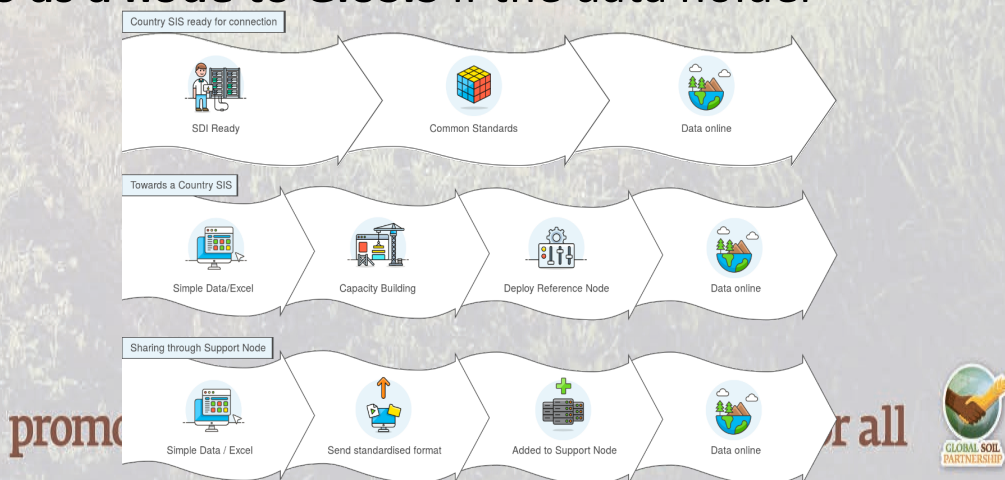 Country SIS ready for connection
SDI Ready
Common Standards
Data online
Towards a Country SIS
Simple Data/Excel
Capacity Building
Deploy Reference Node
Data online
Sharing through Support Node
Simple Data / Excel
Send standardised format
Added to Support Node
Data online
all
GLOBAL SOIL
PARTNERSHIP